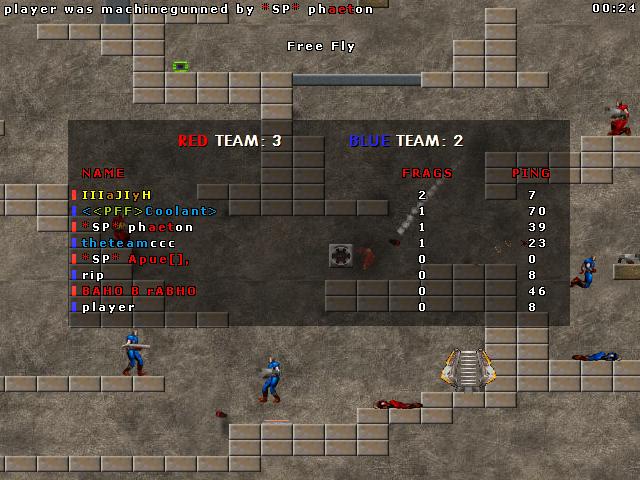 player was machinegunned by *SP* phaeton
00:24
Free Fly
RED TEAM: 3 BLUE TEAM: 2
NAME FRAGS PING
IIIaJIyH 2 7
<<PFF>Coolant> 1 70
*SP* phaeton 1 39
theteamccc 1 23
*SP* Apue[], 0 0
rip 0 8
BAHO B rABHO 0 46
player 0 8